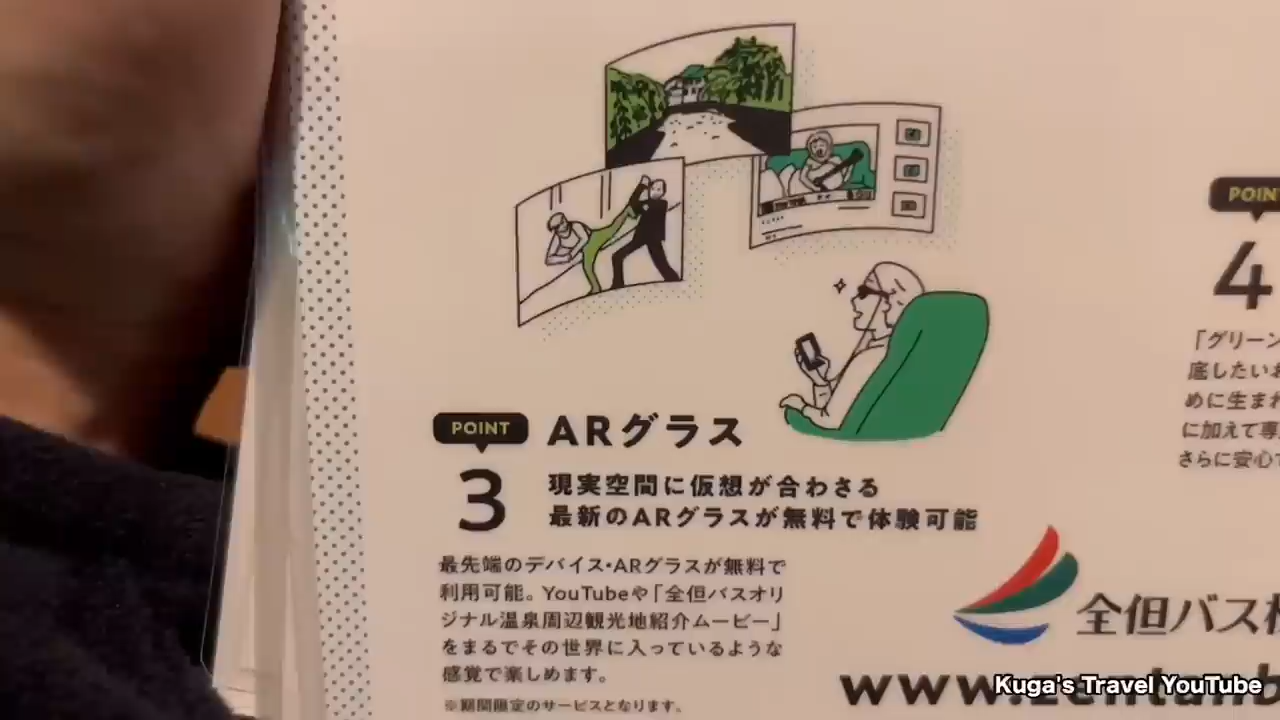 POINT
3
ARグラス
現実空間に仮想が合わさる
最新のARグラスが無料で体験可能
最先端のデバイス・ARグラスが無料で
利用可能。YouTubeや「全但バスオリ
ジナル温泉周辺観光地紹介ムービー」
をまるでその世界に入っているような
感覚で楽しめます。
※期間限定のサービスとなります。
POIN
4
「グリーン
底したいお
めに生まれ
に加えて専
さらに安心で
全但バス株
www.zentanb
Kuga's Travel YouTube